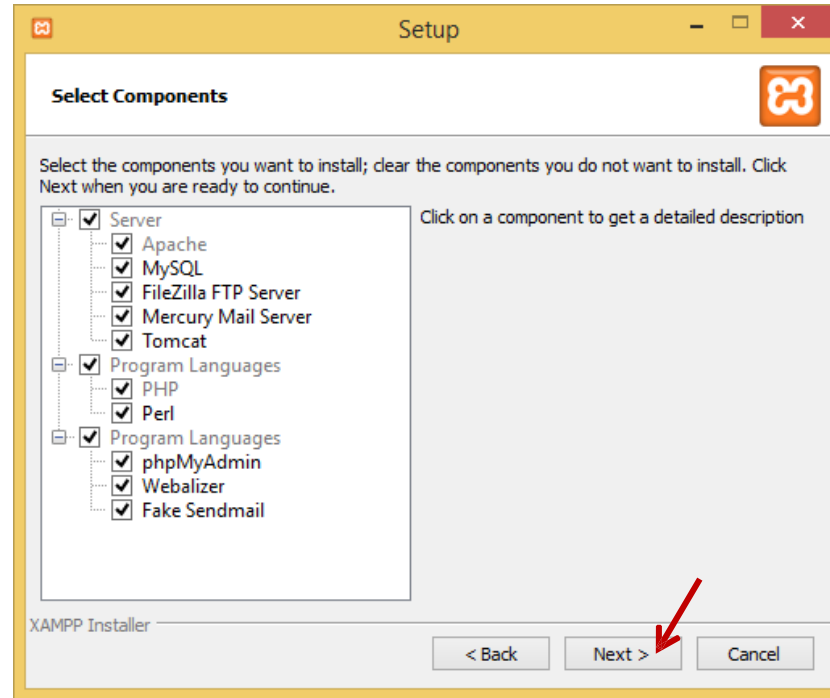 Setup
Select Components
Select the components you want to install; clear the components you do not want to install. Click
Next when you are ready to continue.
Server
Apache
MySQL
FileZilla FTP Server
Mercury Mail Server
Tomcat
Program Languages
PHP
Perl
Program Languages
phpMyAdmin
Webalizer
Fake Sendmail
Click on a component to get a detailed description
XAMPP Installer
< Back
Next >
Cancel